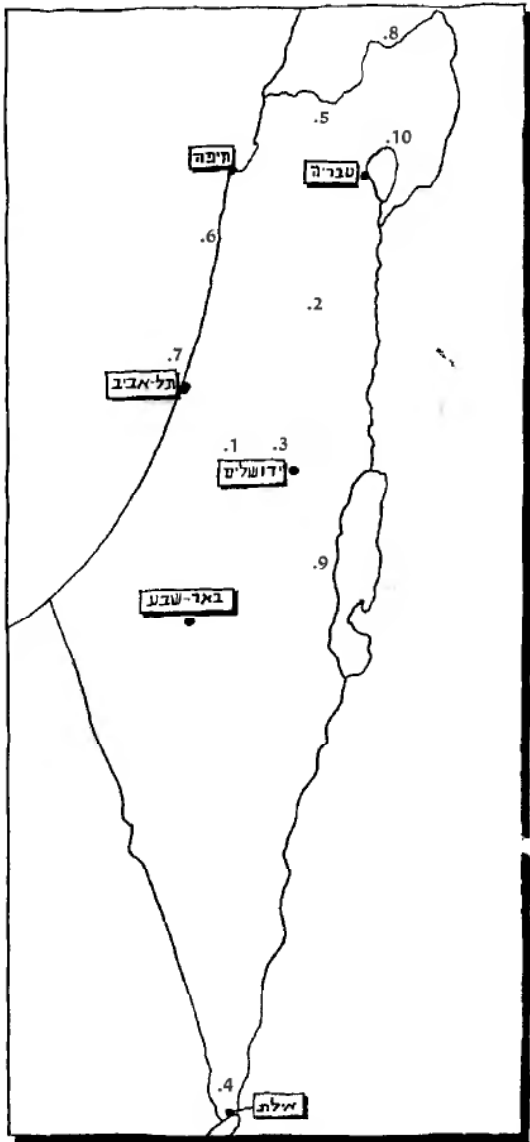 .8
.5
.10
חיפה
טבריה
.6
.2
.7
תל-אביב
.1
.3
ירושלים
.9
באר-שבע
.4
אילת